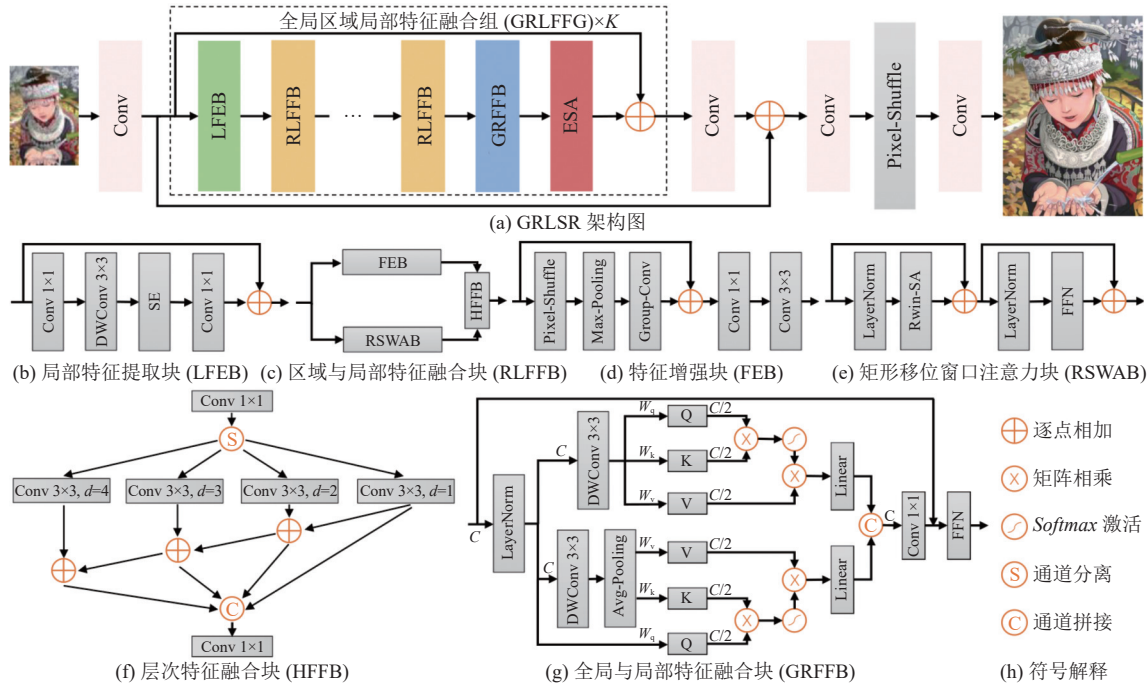 全局区域局部特征融合组 (GRLFFG)×K
Conv
LFEB
RLFFB
...
RLFFB
GRFFB
ESA
Conv
Conv
Pixel-Shuffle
Conv
(a) GRLSR 架构图
Conv 1×1
DWConv 3×3
SE
Conv 1×1
(b) 局部特征提取块 (LFEB)
FEB
RSWAB
HFFB
(c) 区域与局部特征融合块 (RLFFB)
Pixel-Shuffle
Max-Pooling
Group-Conv
Conv 1×1
Conv 3×3
(d) 特征增强块 (FEB)
LayerNorm
Rwin-SA
LayerNorm
FFN
(e) 矩形移位窗口注意力块 (RSWAB)
Conv 1×1
S
Conv 3×3, d=4
Conv 3×3, d=3
Conv 3×3, d=2
Conv 3×3, d=1
C
Conv 1×1
(f) 层次特征融合块 (HFFB)
C
LayerNorm
C
DWConv 3×3
Wq
Q
C/2
Wk
K
C/2
Wv
V
C/2
Linear
C
DWConv 3×3
Avg-Pooling
Wv
V
C/2
Wk
K
C/2
Wq
Q
C/2
Linear
C
C
Conv 1×1
FFN
(g) 全局与局部特征融合块 (GRFFB)
逐点相加
矩阵相乘
Softmax 激活
S 通道分离
C 通道拼接
(h) 符号解释